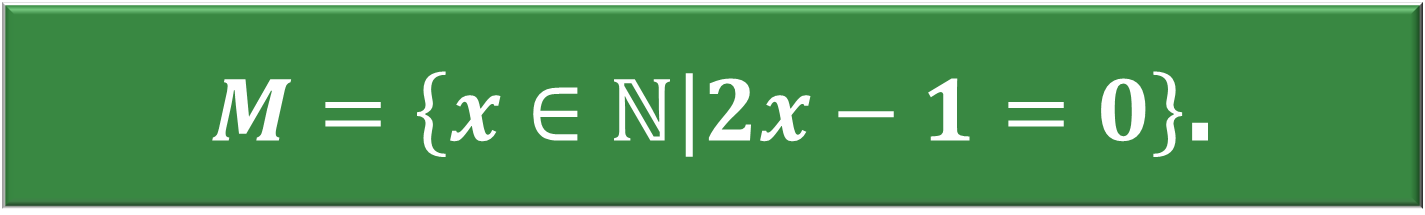 M = {x ∈ ℕ|2x − 1 = 0}.